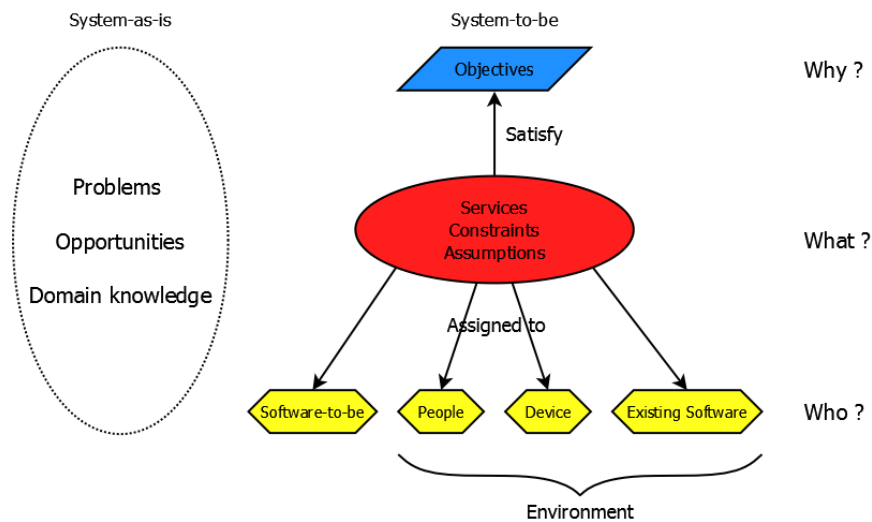 System-as-is
System-to-be
Objectives
Why ?
Satisfy
Problems
Opportunities
Domain knowledge
Services
Constraints
Assumptions
What ?
Assigned to
Software-to-be
People
Device
Existing Software
Who ?
Environment